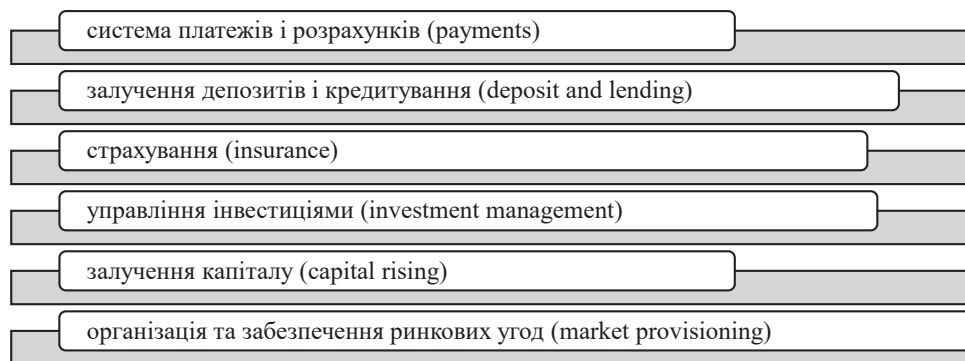 система платежів і розрахунків (payments)
залучення депозитів і кредитування (deposit and lending)
страхування (insurance)
управління інвестиціями (investment management)
залучення капіталу (capital rising)
організація та забезпечення ринкових угод (market provisioning)